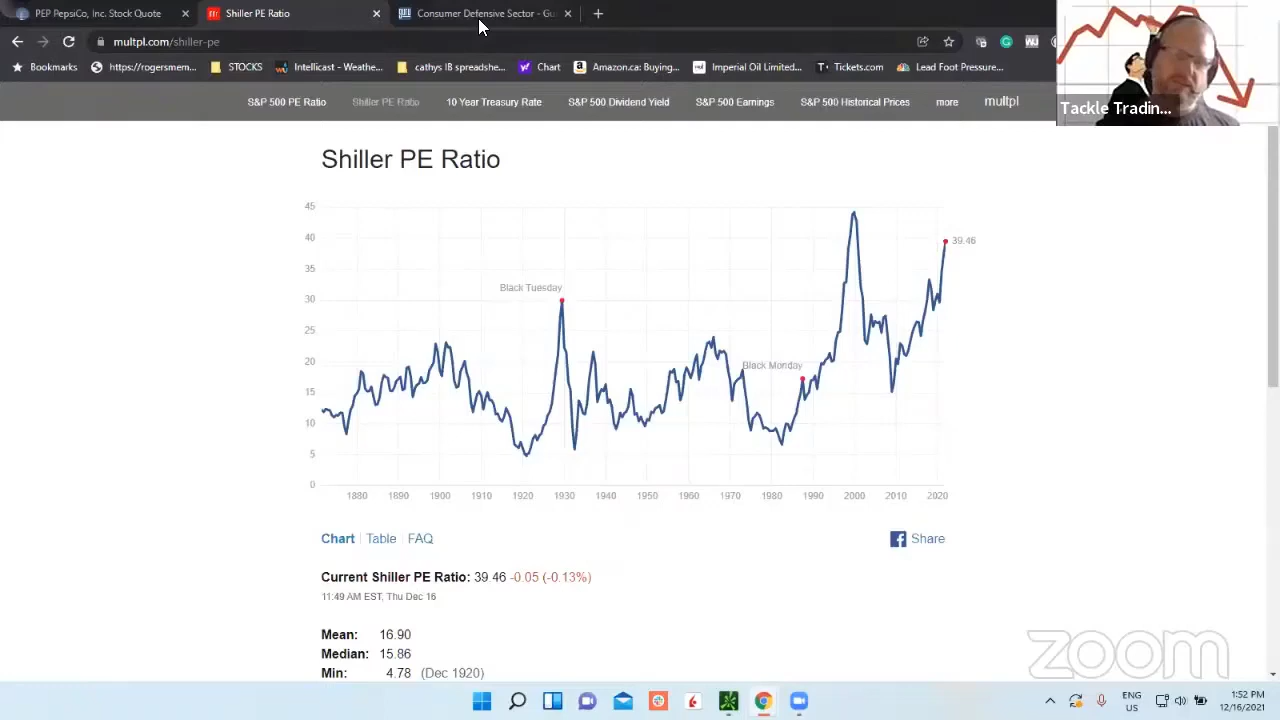 PEP PepsiCo, Inc. Stock Quote
Shiller PE Ratio
Consumer Defensive Sector - Gu
multpl.com/shiller-pe
Bookmarks
https://rogersmem...
STOCKS
Intellicast - Weathe...
calc IB spreadshe...
Chart
Amazon.ca: Buying...
Imperial Oil Limited...
Tickets.com
Lead Foot Perform...
S&P 500 PE Ratio
Shiller PE Ratio
10 Year Treasury Rate
S&P 500 Dividend Yield
S&P 500 Earnings
S&P 500 Historical Prices
more
multpl
Tackle Tradin...
Shiller PE Ratio
45
40
35
30
25
20
15
10
5
0
39.46
Black Tuesday
Black Monday
1880 1890 1900 1910 1920 1930 1940 1950 1960 1970 1980 1990 2000 2010 2020
Chart | Table | FAQ
Share
Current Shiller PE Ratio: 39.46 -0.05 (-0.13%)
11:49 AM EST, Thu Dec 16
Mean: 16.90
Median: 15.86
Min: 4.78 (Dec 1920)
zoom
ENG
US
1:52 PM
12/16/2021